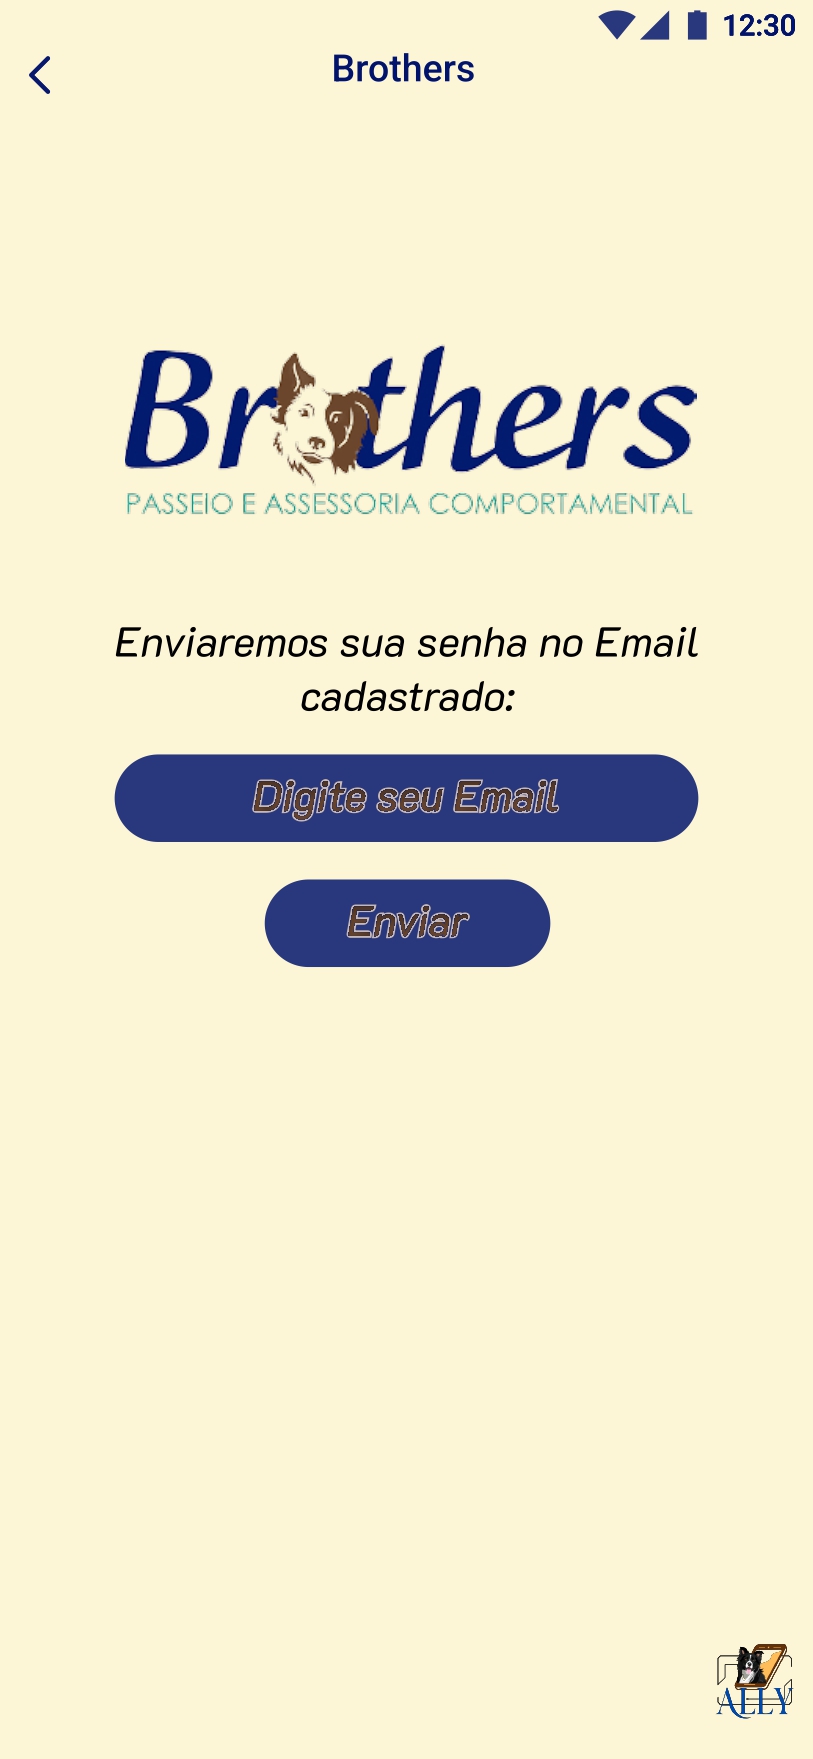 12:30
Brothers
Brothers
PASSEIO E ASSESSORIA COMPORTAMENTAL
Enviaremos sua senha no Email
cadastrado:
Digite seu Email
Enviar
ALLY